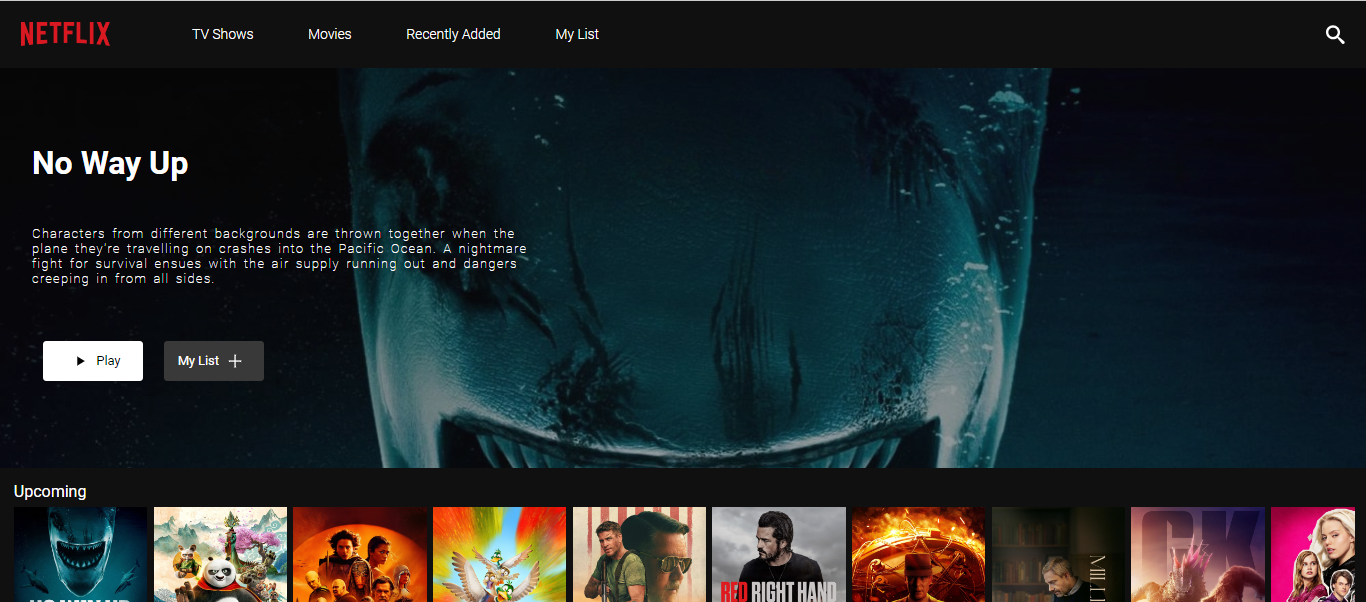 NETFLIX
TV Shows
Movies
Recently Added
My List
No Way Up
Characters from different backgrounds are thrown together when the
plane they're travelling on crashes into the Pacific Ocean. A nightmare
fight for survival ensues with the air supply running out and dangers
creeping in from all sides.
Play
My List
Upcoming
RED RIGHT HAND